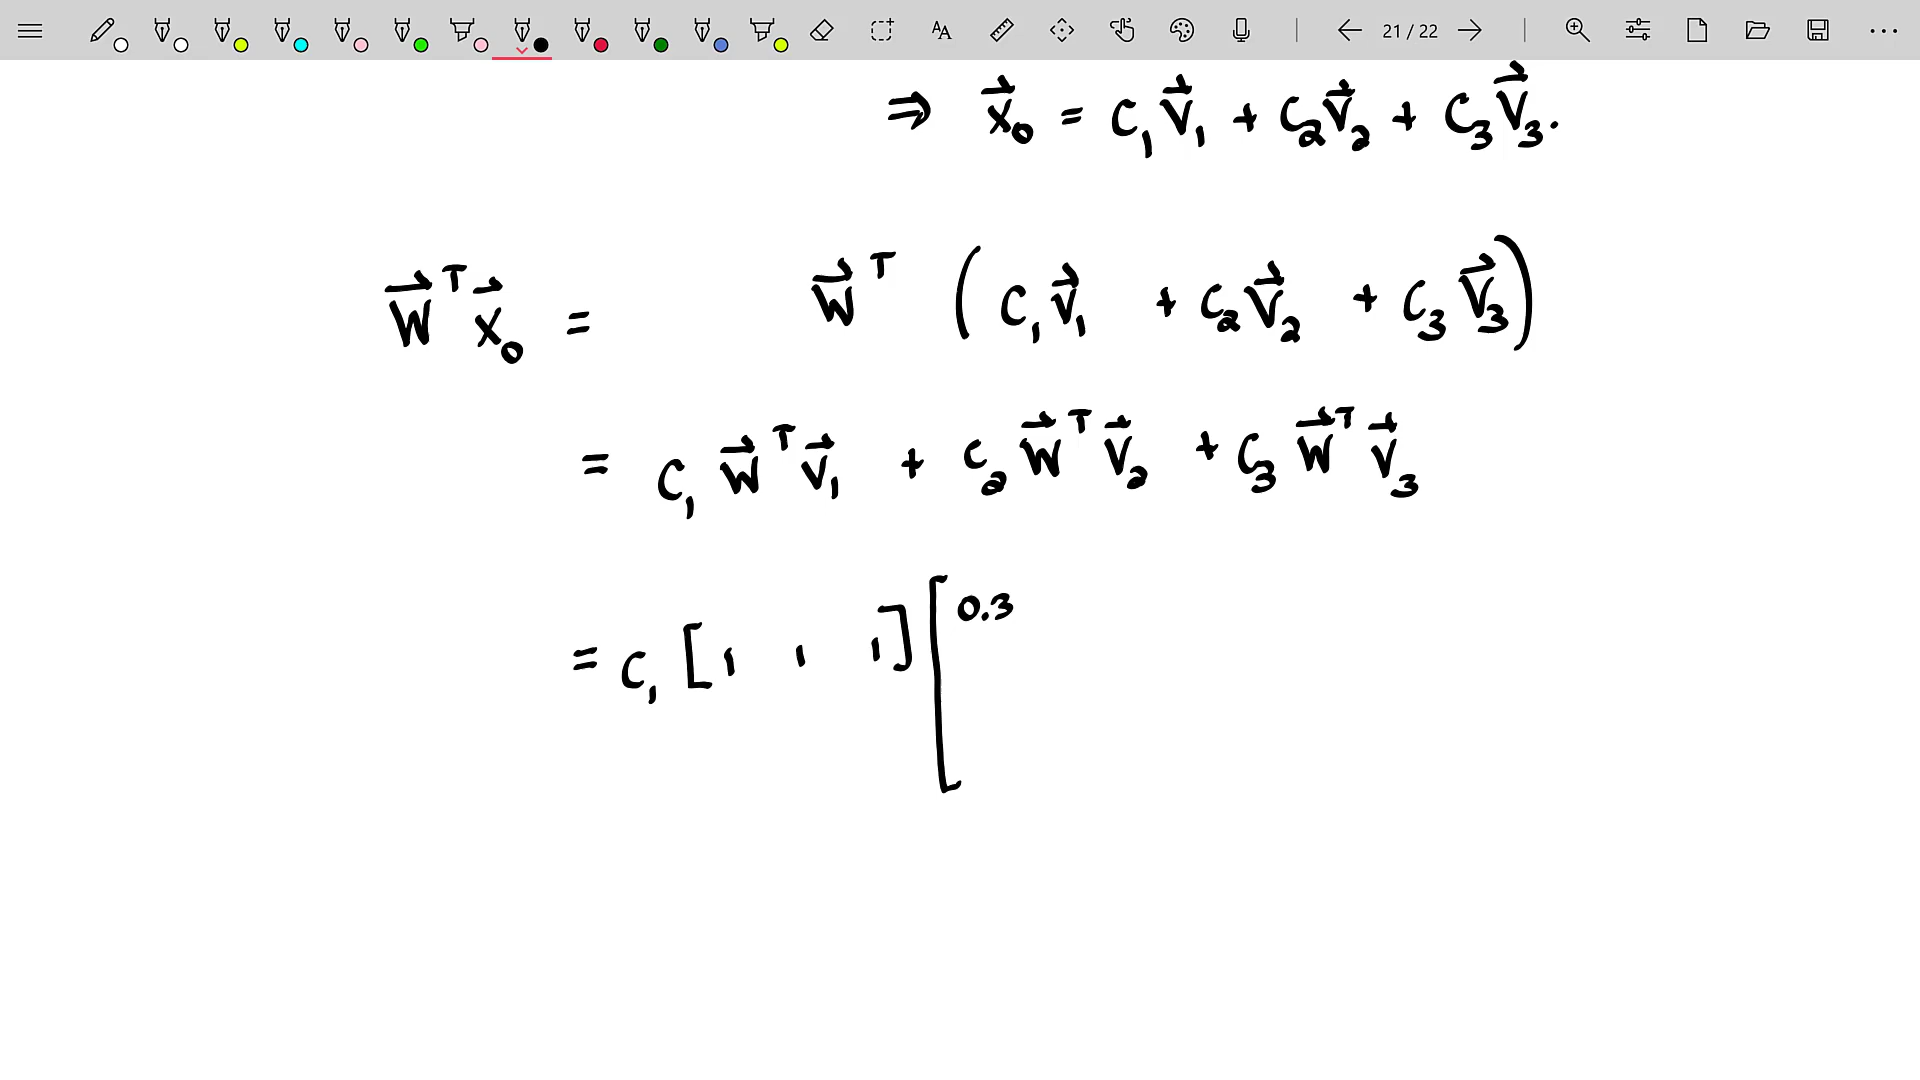 21 / 22
⇒ x⃗₀ = c₁v⃗₁ + c₂v⃗₂ + c₃v⃗₃.
w⃗ᵀx⃗₀ = w⃗ᵀ (c₁v⃗₁ + c₂v⃗₂ + c₃v⃗₃)
= c₁w⃗ᵀv⃗₁ + c₂w⃗ᵀv⃗₂ + c₃w⃗ᵀv⃗₃
= c₁ [1 1 1] [0.3